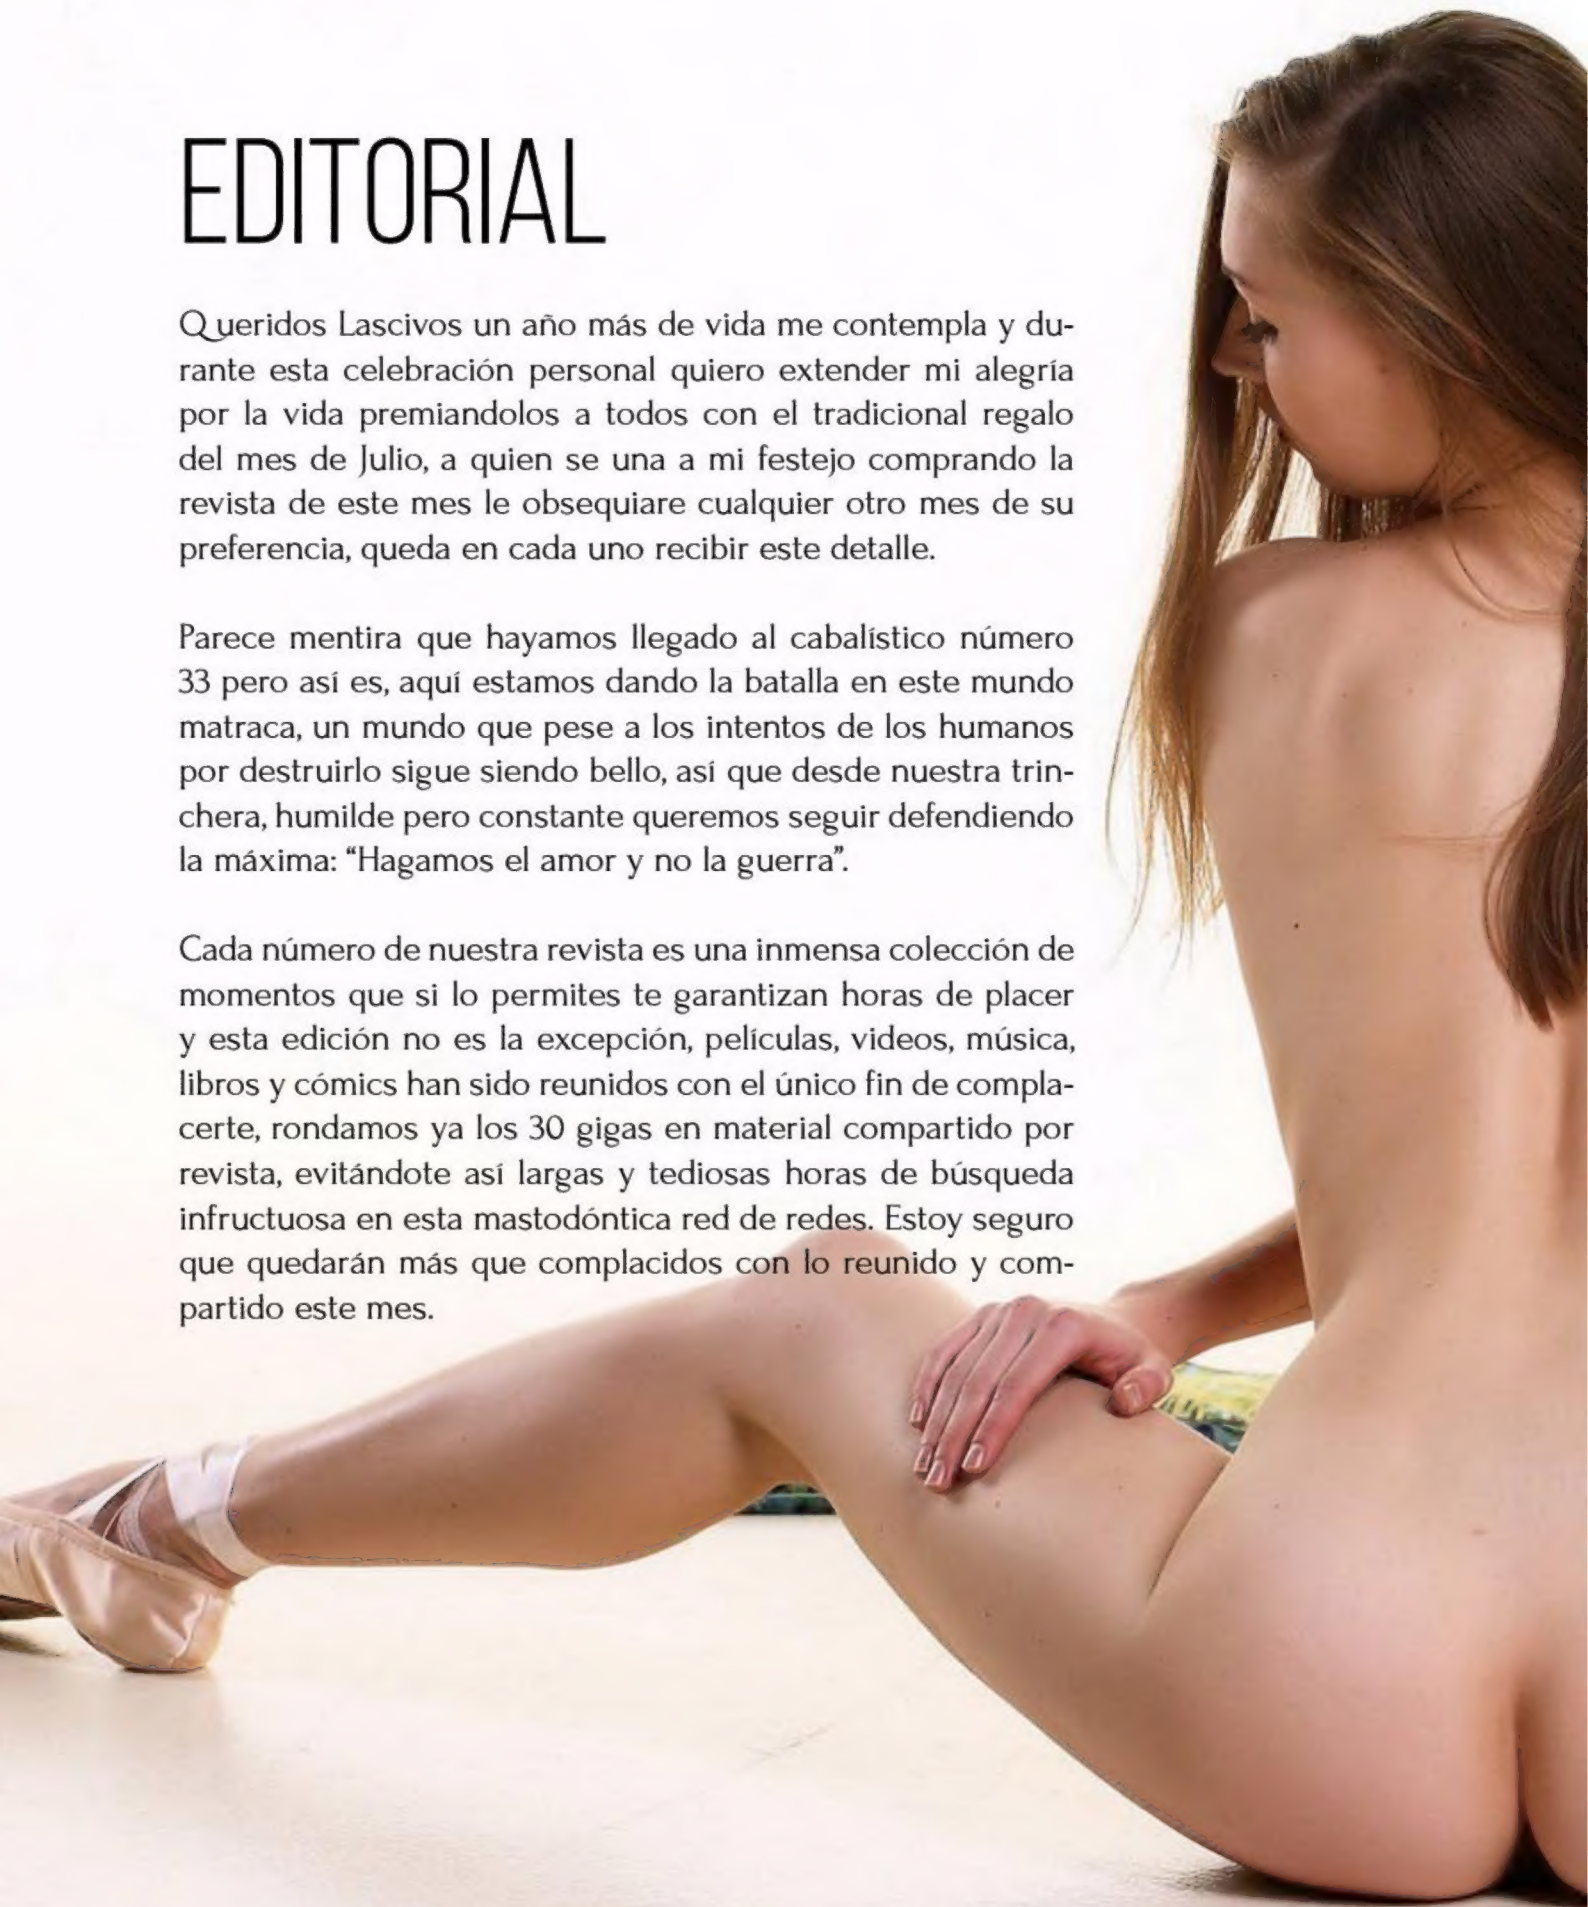 EDITORIAL
Queridos Lascivos un año más de vida me contempla y du-
rante esta celebración personal quiero extender mi alegría
por la vida premiandolos a todos con el tradicional regalo
del mes de Julio, a quien se una a mi festejo comprando la
revista de este mes le obsequiare cualquier otro mes de su
preferencia, queda en cada uno recibir este detalle.
Parece mentira que hayamos llegado al cabalístico número
33 pero así es, aquí estamos dando la batalla en este mundo
matraca, un mundo que pese a los intentos de los humanos
por destruirlo sigue siendo bello, así que desde nuestra trin-
chera, humilde pero constante queremos seguir defendiendo
la máxima: “Hagamos el amor y no la guerra”.
Cada número de nuestra revista es una inmensa colección de
momentos que si lo permites te garantizan horas de placer
y esta edición no es la excepción, películas, videos, música,
libros y cómics han sido reunidos con el único fin de compla-
certe, rondamos ya los 30 gigas en material compartido por
revista, evitándote así largas y tediosas horas de búsqueda
infructuosa en esta mastodóntica red de redes. Estoy seguro
que quedarán más que complacidos con lo reunido y com-
partido este mes.